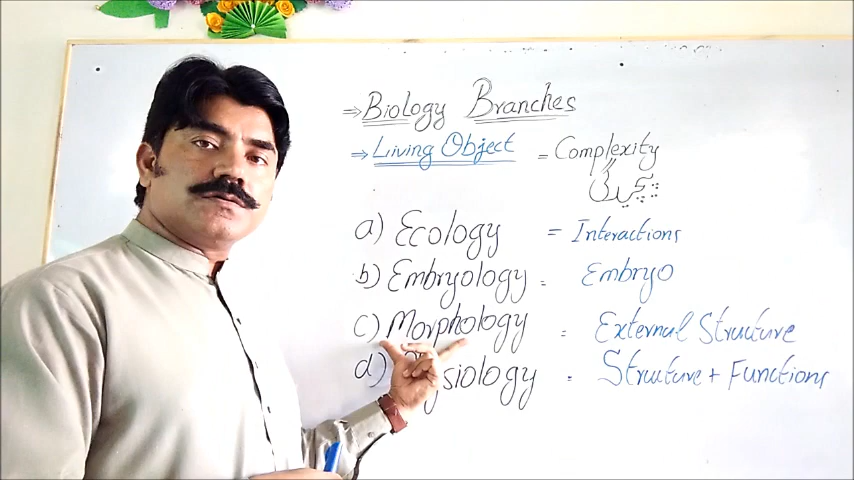 ⇒ Biology Branches
⇒ Living Object = Complexity
پیچیدگی
a) Ecology = Interactions
b) Embryology = Embryo
c) Morphology = External Structure
d) = Structure + Functions